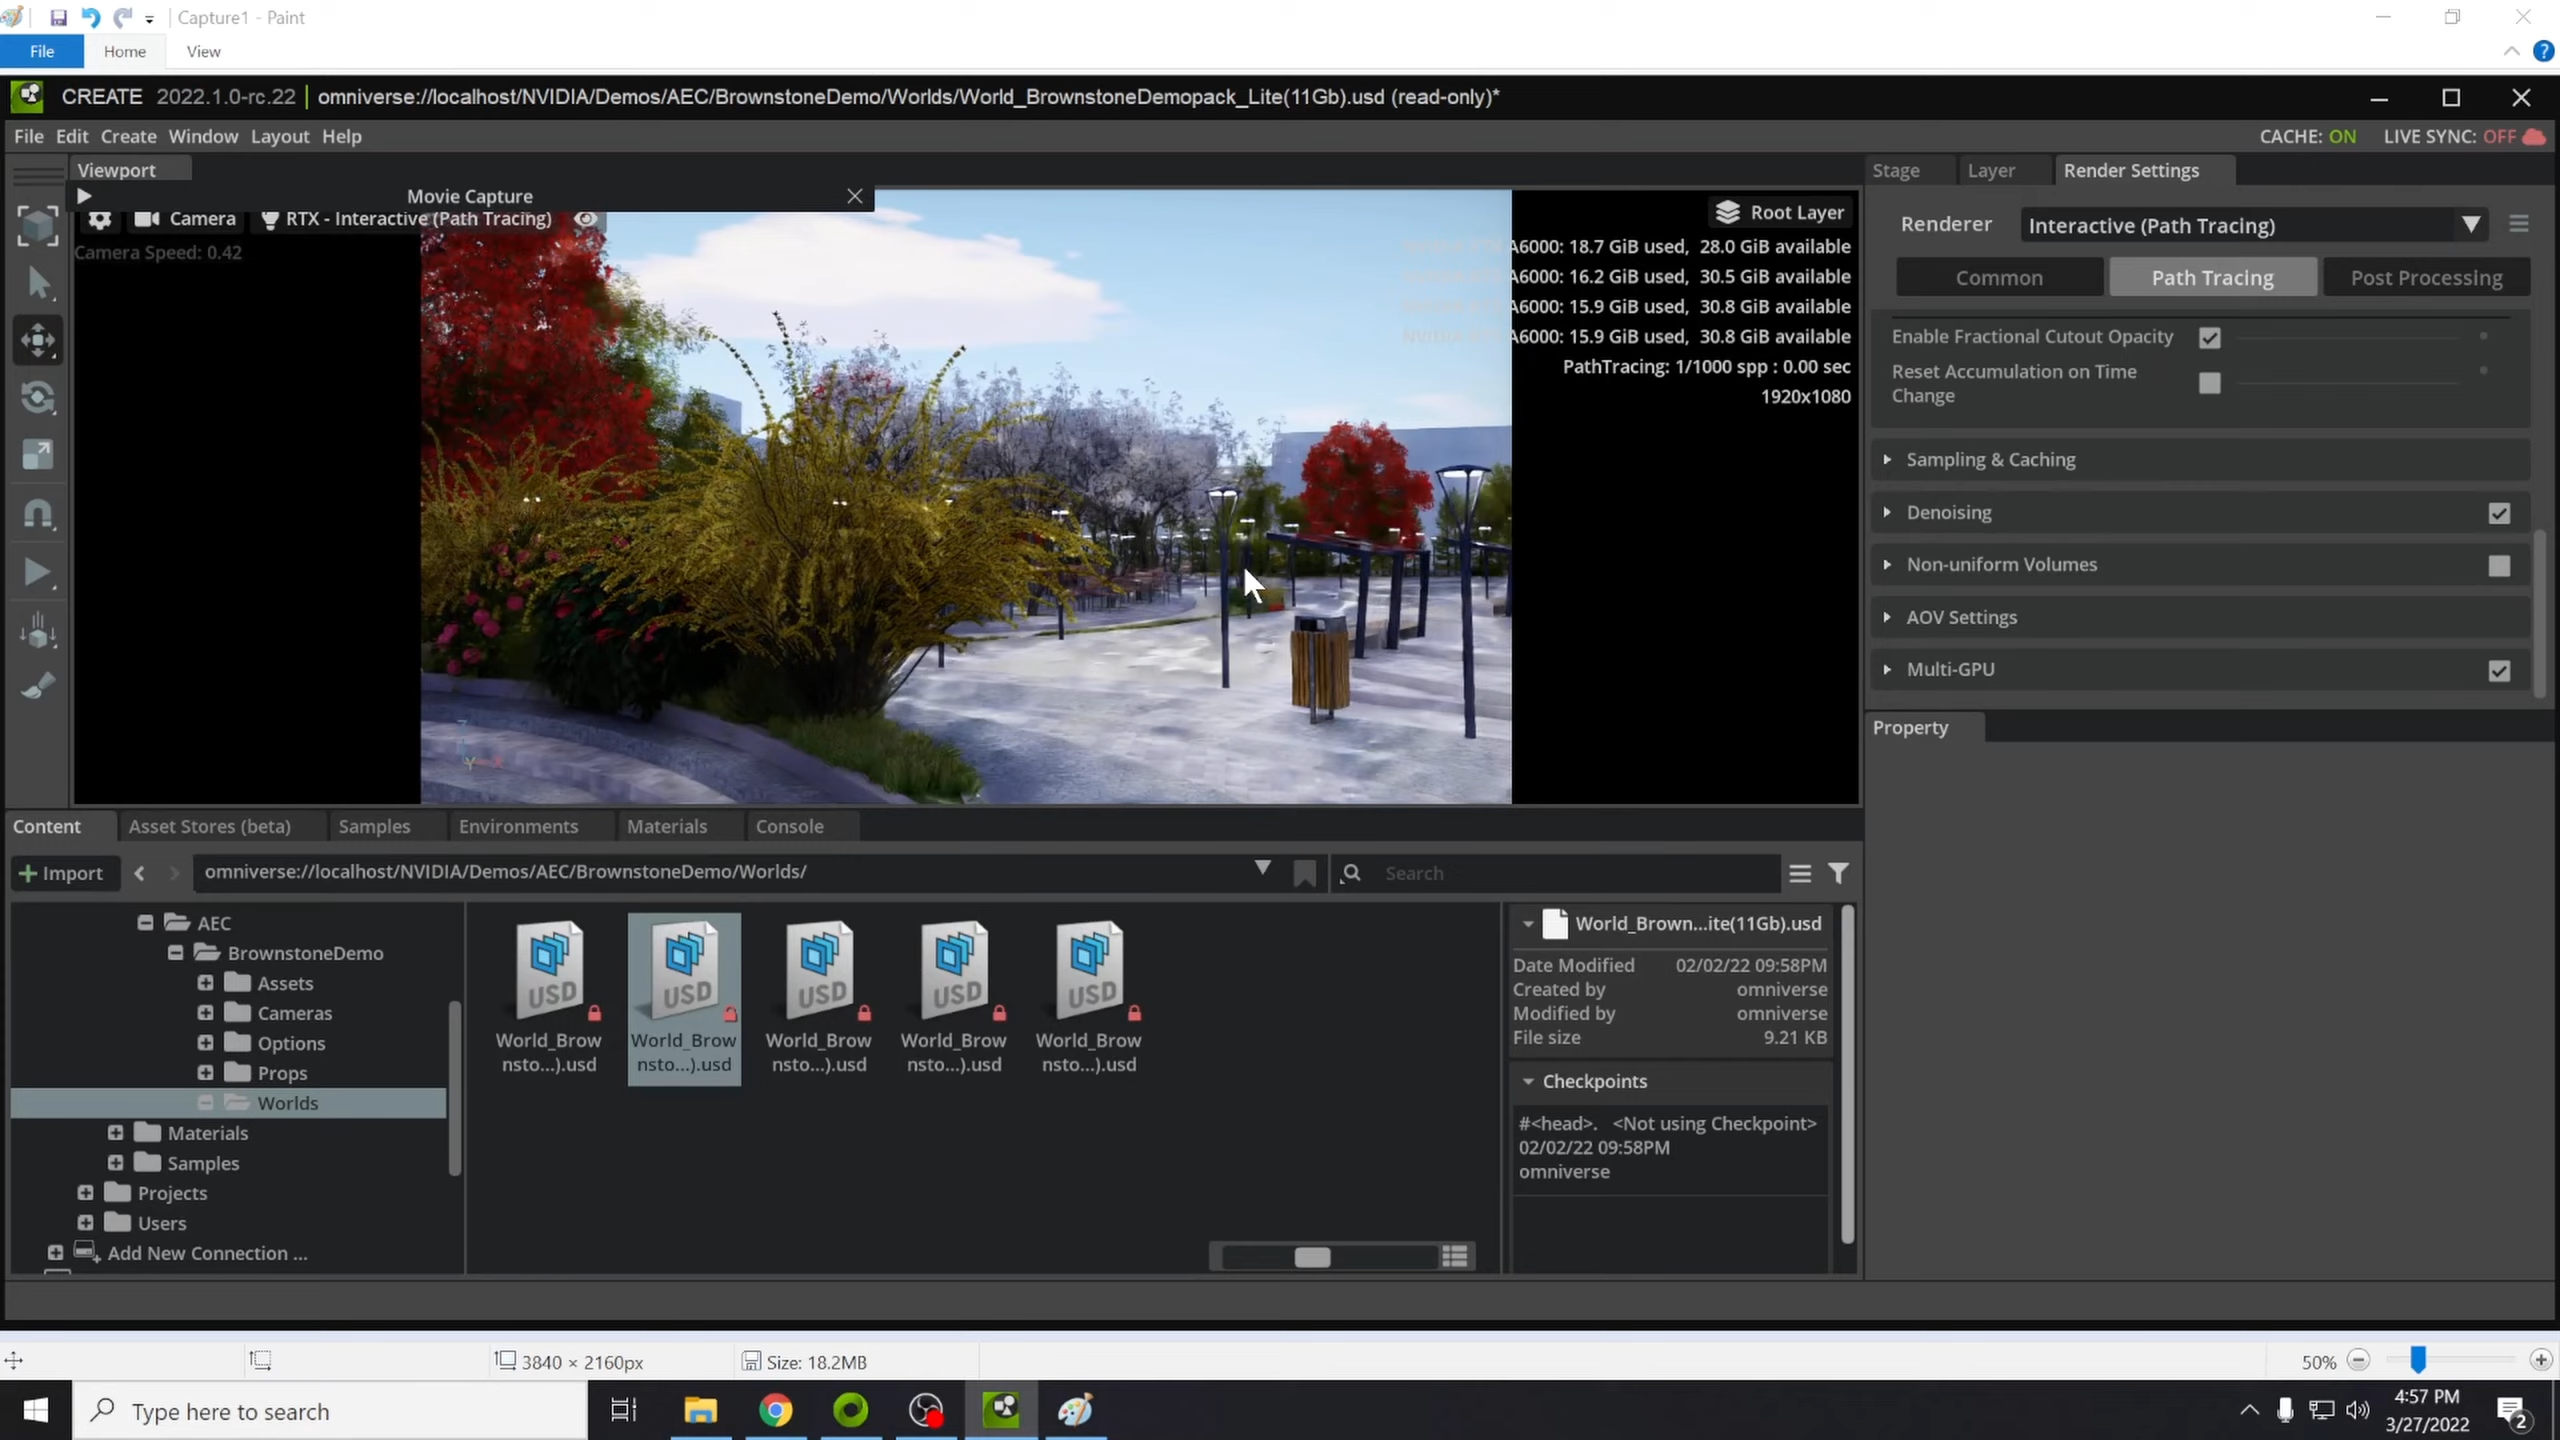 Capture1 - Paint
File Home View
CREATE 2022.1.0-rc.22 omniverse://localhost/NVIDIA/Demos/AEC/BrownstoneDemo/Worlds/World_BrownstoneDemopack_Lite(11Gb).usd (read-only)*
File Edit Create Window Layout Help
CACHE: ON LIVE SYNC: OFF
Viewport
Movie Capture
Camera RTX - Interactive (Path Tracing)
Camera Speed: 0.42
Root Layer
A6000: 18.7 GiB used, 28.0 GiB available
A6000: 16.2 GiB used, 30.5 GiB available
A6000: 15.9 GiB used, 30.8 GiB available
A6000: 15.9 GiB used, 30.8 GiB available
PathTracing: 1/1000 spp : 0.00 sec
1920x1080
Stage Layer Render Settings
Renderer Interactive (Path Tracing)
Common Path Tracing Post Processing
Enable Fractional Cutout Opacity
Reset Accumulation on Time
Change
Sampling & Caching
Denoising
Non-uniform Volumes
AOV Settings
Multi-GPU
Property
Content Asset Stores (beta) Samples Environments Materials Console
Import omniverse://localhost/NVIDIA/Demos/AEC/BrownstoneDemo/Worlds/ Search
AEC
BrownstoneDemo
Assets
Cameras
Options
Props
Worlds
Materials
Samples
Projects
Users
Add New Connection ...
USD USD USD USD USD
World_Brow World_Brow World_Brow World_Brow World_Brow
nsto...).usd nsto...).usd nsto...).usd nsto...).usd nsto...).usd
World_Brown...ite(11Gb).usd
Date Modified 02/02/22 09:58PM
Created by omniverse
Modified by omniverse
File size 9.21 KB
Checkpoints
#<head>. <Not using Checkpoint>
02/02/22 09:58PM
omniverse
3840 × 2160px Size: 18.2MB 50%
Type here to search
4:57 PM
3/27/2022
2